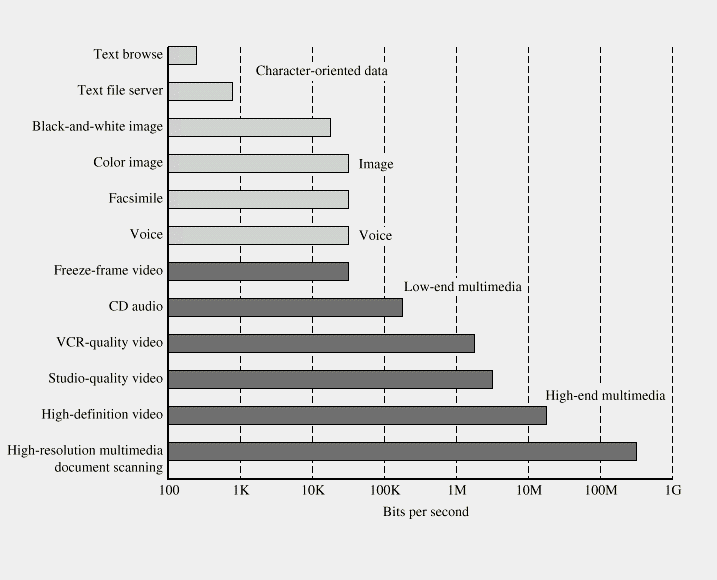 Text browse
Character-oriented data
Text file server
Black-and-white image
Color image
Image
Facsimile
Voice
Voice
Freeze-frame video
Low-end multimedia
CD audio
VCR-quality video
Studio-quality video
High-end multimedia
High-definition video
High-resolution multimedia
document scanning
100 1K 10K 100K 1M 10M 100M 1G
Bits per second